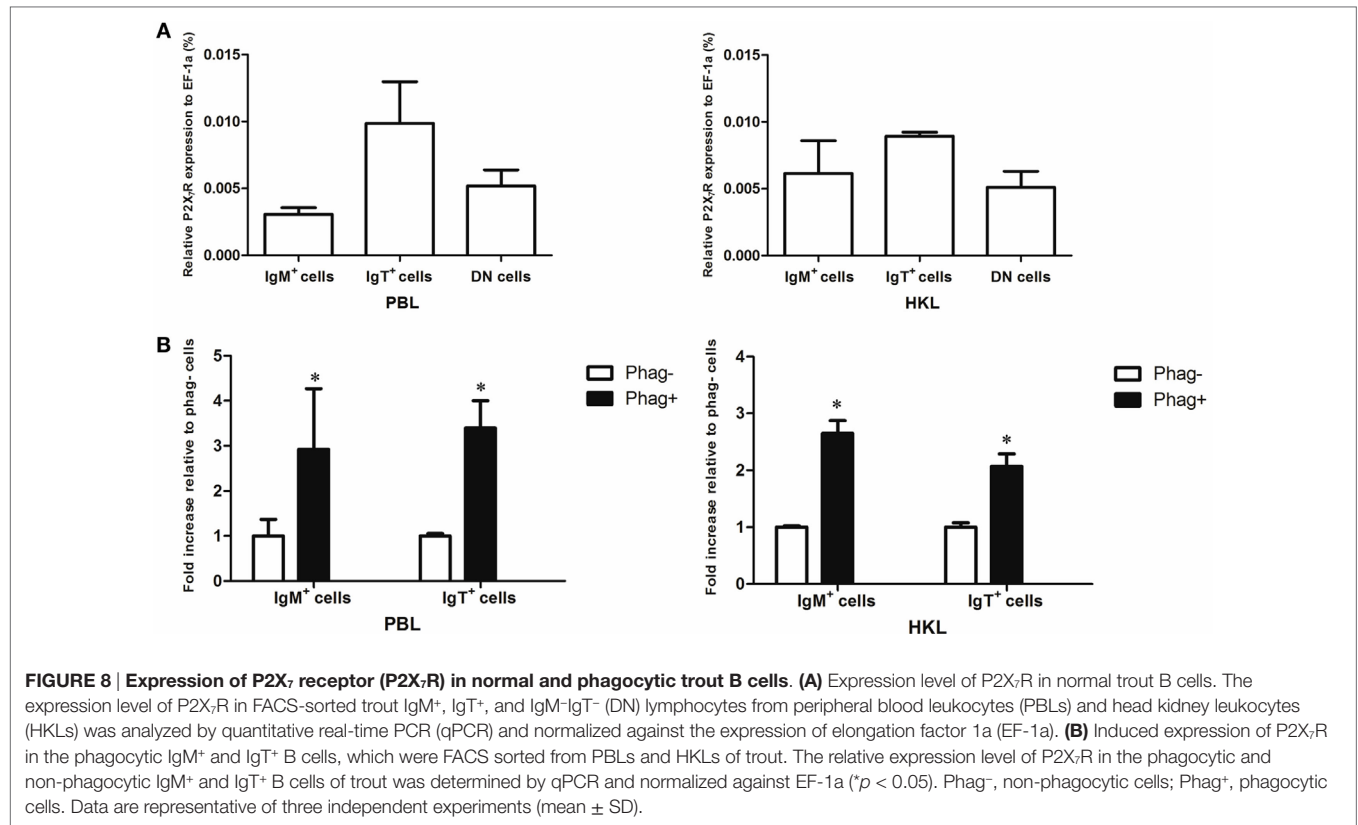 A
Relative P2X₇R expression to EF-1a (%)
0.015
0.010
0.005
0.000
IgM⁺ cells IgT⁺ cells DN cells
PBL
Relative P2X₇R expression to EF-1a (%)
0.015
0.010
0.005
0.000
IgM⁺ cells IgT⁺ cells DN cells
HKL
B
Fold increase relative to phag- cells
5
4
3
2
1
0
* *
IgM⁺ cells IgT⁺ cells
PBL
Phag-
Phag+
Fold increase relative to phag- cells
4
3
2
1
0
* *
IgM⁺ cells IgT⁺ cells
HKL
Phag-
Phag+
FIGURE 8 | Expression of P2X₇ receptor (P2X₇R) in normal and phagocytic trout B cells. (A) Expression level of P2X₇R in normal trout B cells. The
expression level of P2X₇R in FACS-sorted trout IgM⁺, IgT⁺, and IgM⁻IgT⁻ (DN) lymphocytes from peripheral blood leukocytes (PBLs) and head kidney leukocytes
(HKLs) was analyzed by quantitative real-time PCR (qPCR) and normalized against the expression of elongation factor 1a (EF-1a). (B) Induced expression of P2X₇R
in the phagocytic IgM⁺ and IgT⁺ B cells, which were FACS sorted from PBLs and HKLs of trout. The relative expression level of P2X₇R in the phagocytic and
non-phagocytic IgM⁺ and IgT⁺ B cells of trout was determined by qPCR and normalized against EF-1a (*p < 0.05). Phag⁻, non-phagocytic cells; Phag⁺, phagocytic
cells. Data are representative of three independent experiments (mean ± SD).